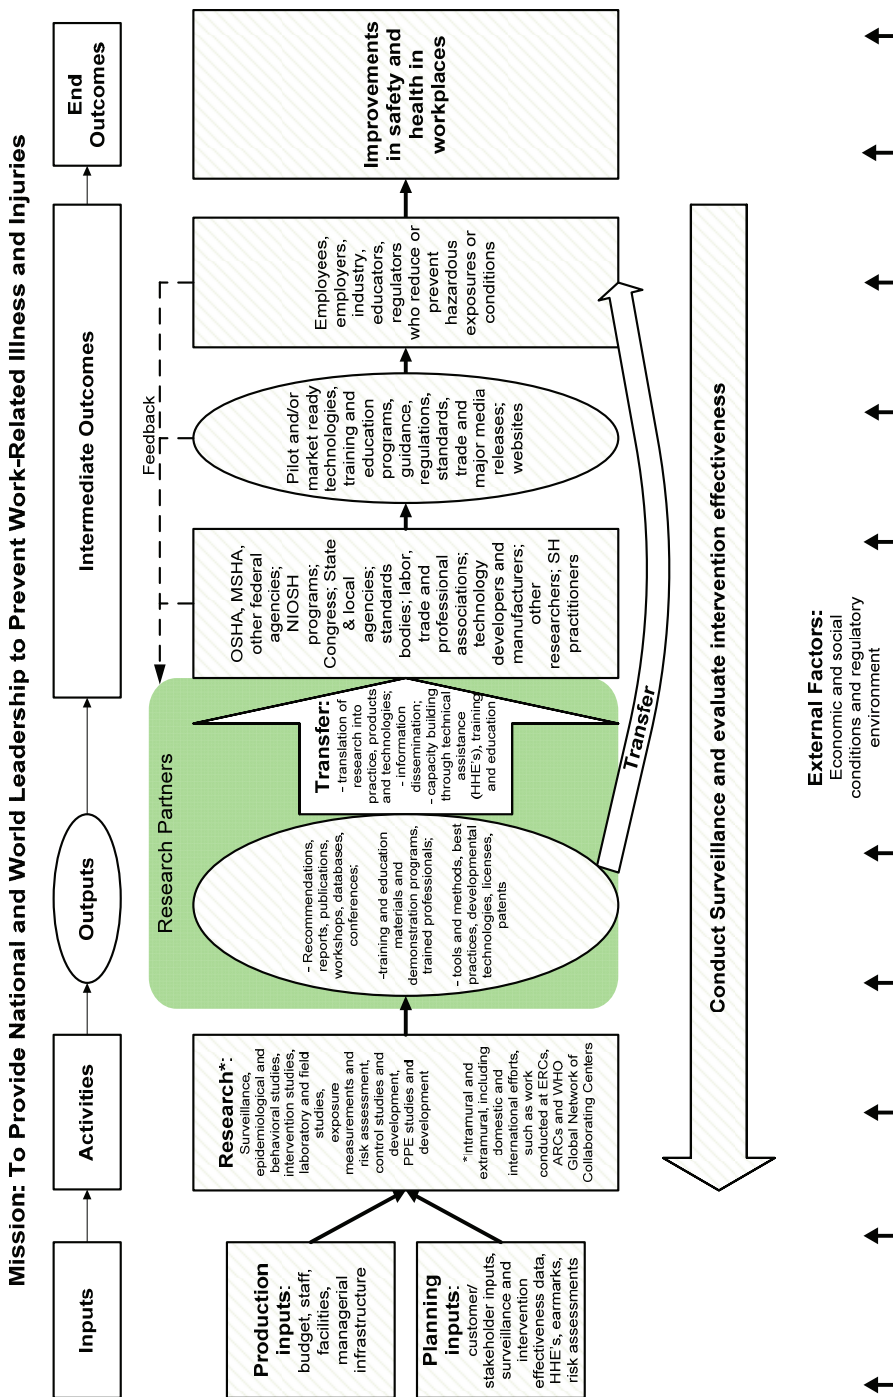 Mission: To Provide National and World Leadership to Prevent Work-Related Illness and Injuries
Inputs
Activities
Outputs
Intermediate Outcomes
End
Outcomes
Feedback
Production
inputs:
budget, staff,
facilities,
managerial
infrastructure
Planning
inputs:
customer/
stakeholder inputs,
surveillance and
intervention
effectiveness data,
HHE's, earmarks,
risk assessments
Research*:
Surveillance,
epidemiological and
behavioral studies,
intervention studies,
laboratory and field
studies,
exposure
measurements and
risk assessment,
control studies and
development,
PPE studies and
development
*Intramural and
extramural, including
domestic and
international efforts,
such as work
conducted at ERCs,
ARCs and WHO
Global Network of
Collaborating Centers
Research Partners
- Recommendations,
reports, publications,
workshops, databases,
conferences;
-training and education
materials and
demonstration programs,
trained professionals;
- tools and methods, best
practices, developmental
technologies, licenses,
patents
Transfer:
- translation of
research into
practice, products
and technologies;
- information
dissemination;
- capacity building
through technical
assistance
(HHE's), training
and education
OSHA, MSHA,
other federal
agencies;
NIOSH
programs;
Congress; State
& local
agencies;
standards
bodies; labor,
trade and
professional
associations;
technology
developers and
manufacturers;
other
researchers; SH
practitioners
Pilot and/or
market ready
technologies,
training and
education
programs,
guidance,
regulations,
standards,
trade and
major media
releases;
websites
Employees,
employers,
industry,
educators,
regulators
who reduce or
prevent
hazardous
exposures or
conditions
Improvements
in safety and
health in
workplaces
Transfer
Conduct Surveillance and evaluate intervention effectiveness
External Factors:
Economic and social
conditions and regulatory
environment